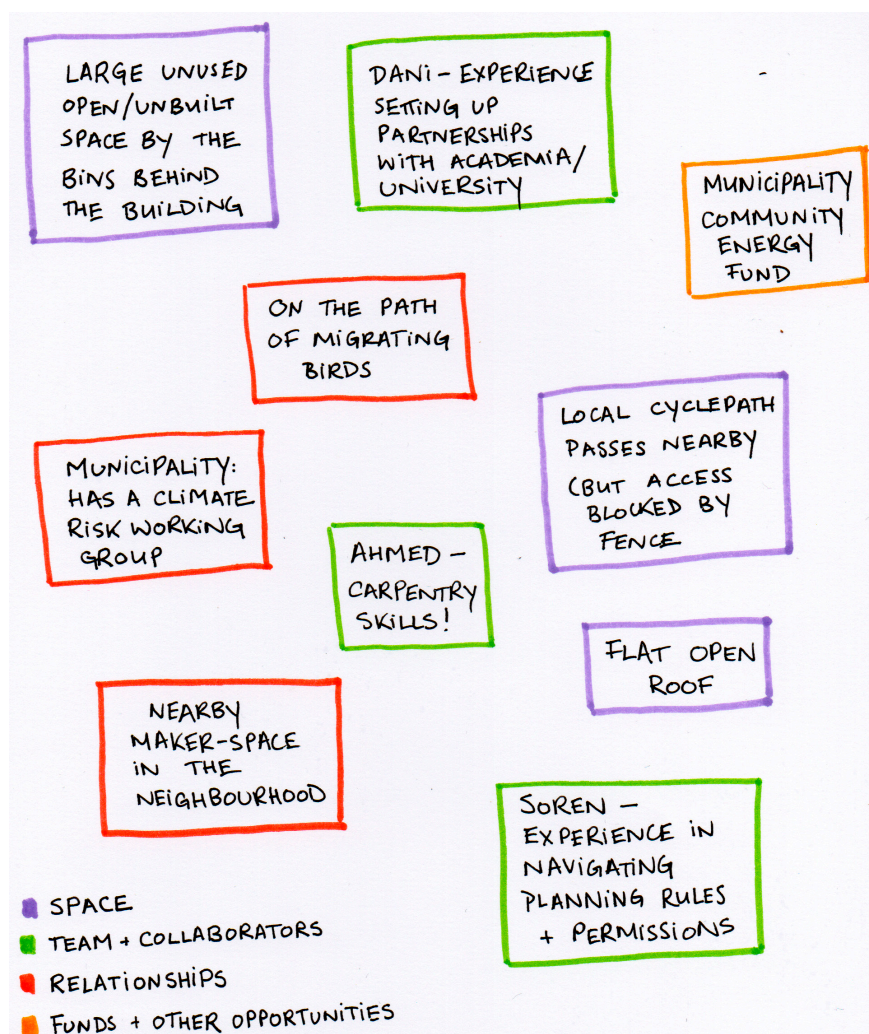 LARGE UNUSED
OPEN/UNBUILT
SPACE BY THE
BINS BEHIND
THE BUILDING
DANI – EXPERIENCE
SETTING UP
PARTNERSHIPS
WITH ACADEMIA/
UNIVERSITY
MUNICIPALITY
COMMUNITY
ENERGY
FUND
ON THE PATH
OF MIGRATING
BIRDS
LOCAL CYCLEPATH
PASSES NEARBY
(BUT ACCESS
BLOCKED BY
FENCE
MUNICIPALITY:
HAS A CLIMATE
RISK WORKING
GROUP
AHMED –
CARPENTRY
SKILLS!
FLAT OPEN
ROOF
NEARBY
MAKER-SPACE
IN THE
NEIGHBOURHOOD
SOREN –
EXPERIENCE IN
NAVIGATING
PLANNING RULES
+ PERMISSIONS
SPACE
TEAM + COLLABORATORS
RELATIONSHIPS
FUNDS + OTHER OPPORTUNITIES